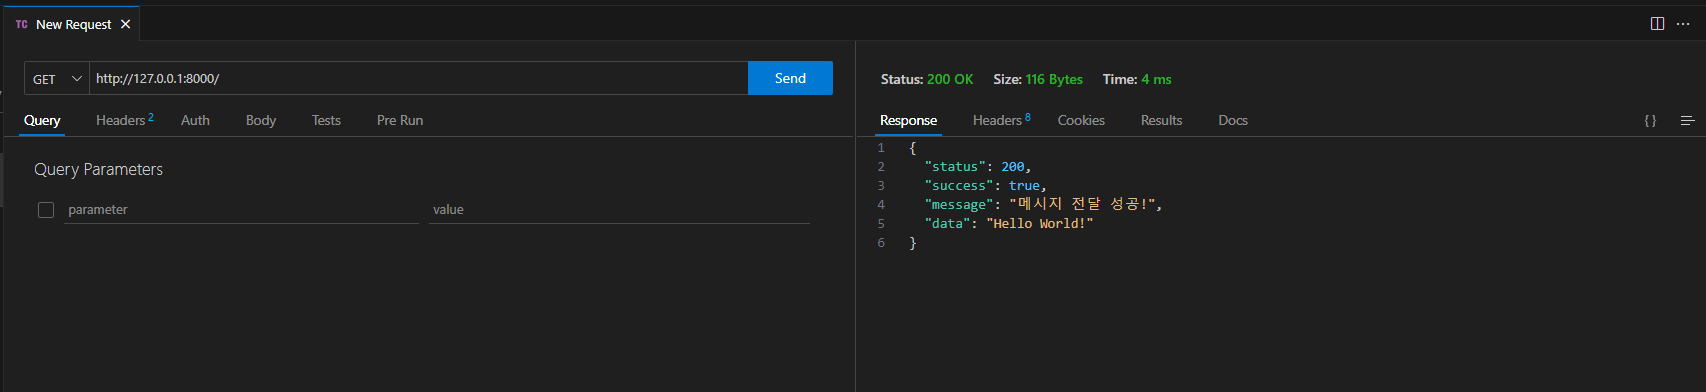 TC New Request
GET http://127.0.0.1:8000/ Send
Query Headers 2 Auth Body Tests Pre Run
Query Parameters
parameter value
Status: 200 OK Size: 116 Bytes Time: 4 ms
Response Headers 8 Cookies Results Docs { }
1 {
2 "status": 200,
3 "success": true,
4 "message": "메시지 전달 성공!",
5 "data": "Hello World!"
6 }